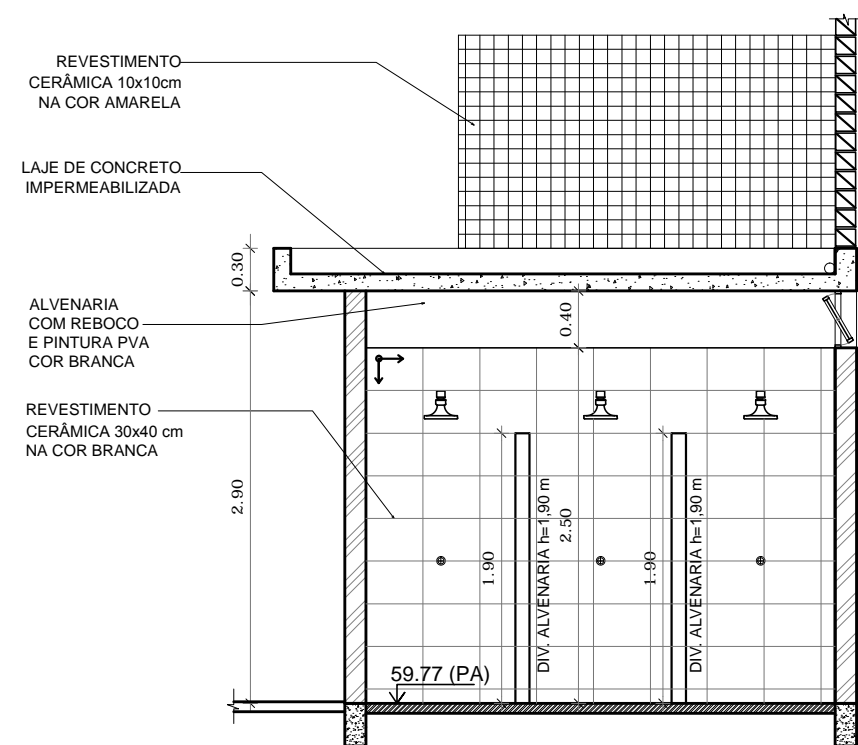 REVESTIMENTO
CERÂMICA 10x10cm
NA COR AMARELA
LAJE DE CONCRETO
IMPERMEABILIZADA
0.30
ALVENARIA
COM REBOCO
E PINTURA PVA
COR BRANCA
0.40
REVESTIMENTO
CERÂMICA 30x40 cm
NA COR BRANCA
2.90
1.90
DIV. ALVENARIA h=1,90 m
2.50
1.90
DIV. ALVENARIA h=1,90 m
59.77 (PA)